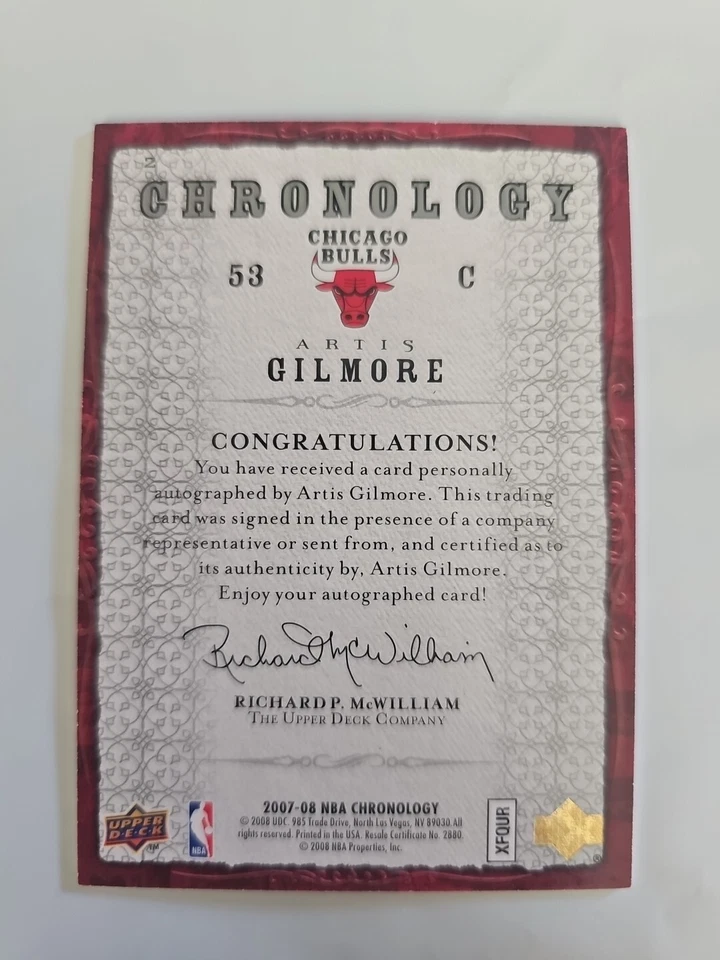 2
CHRONOLOGY
CHICAGO
BULLS
53 C
ARTIS
GILMORE
CONGRATULATIONS!
You have received a card personally
autographed by Artis Gilmore. This trading
card was signed in the presence of a company
representative or sent from, and certified as to
its authenticity by, Artis Gilmore.
Enjoy your autographed card!
Richard McWilliam
RICHARD P. McWILLIAM
THE UPPER DECK COMPANY
2007-08 NBA CHRONOLOGY
© 2008 UDC. 985 Trade Drive, North Las Vegas, NV 89030. All
rights reserved. Printed in the USA. Resale Certificate No. 2880.
© 2008 NBA Properties, Inc.
UPPER
D·E·C·K
TM
NBA
XFQUR
®